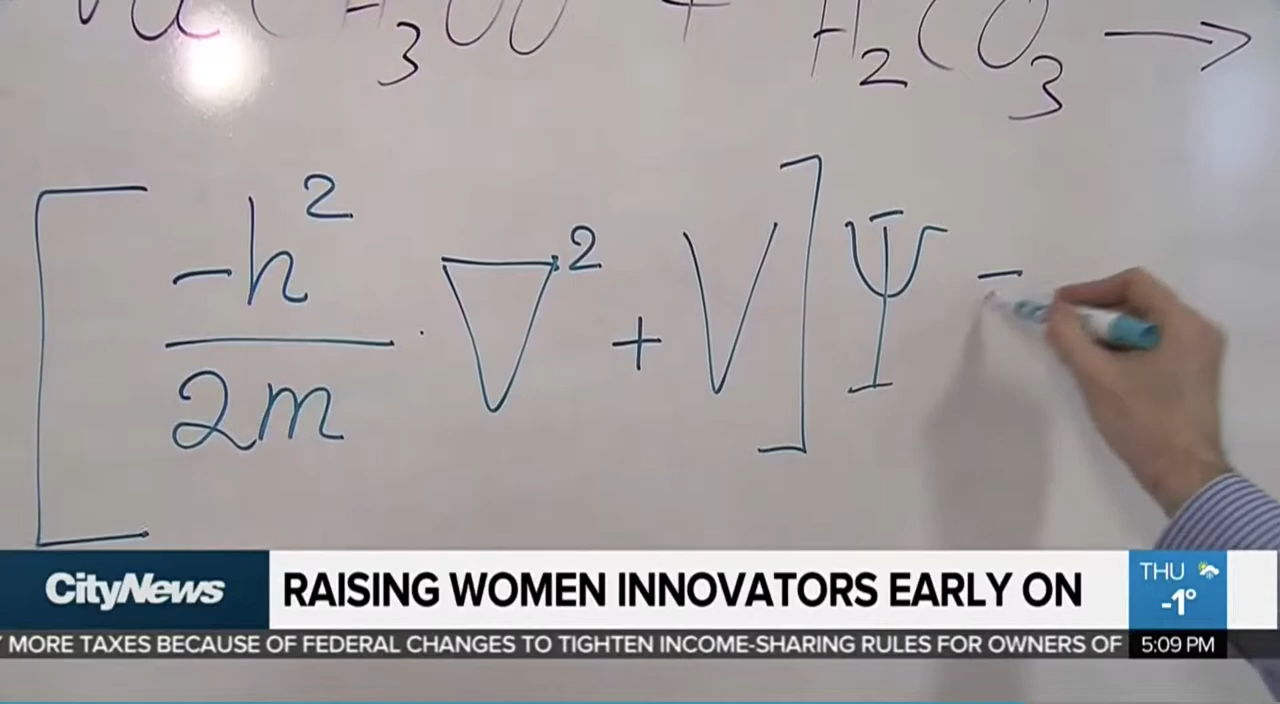 H₃ + H₂CO₃ →
[ -h² / 2m · ∇² + V ] Ψ =
CityNews
RAISING WOMEN INNOVATORS EARLY ON
THU
-1°
MORE TAXES BECAUSE OF FEDERAL CHANGES TO TIGHTEN INCOME-SHARING RULES FOR OWNERS OF
5:09 PM